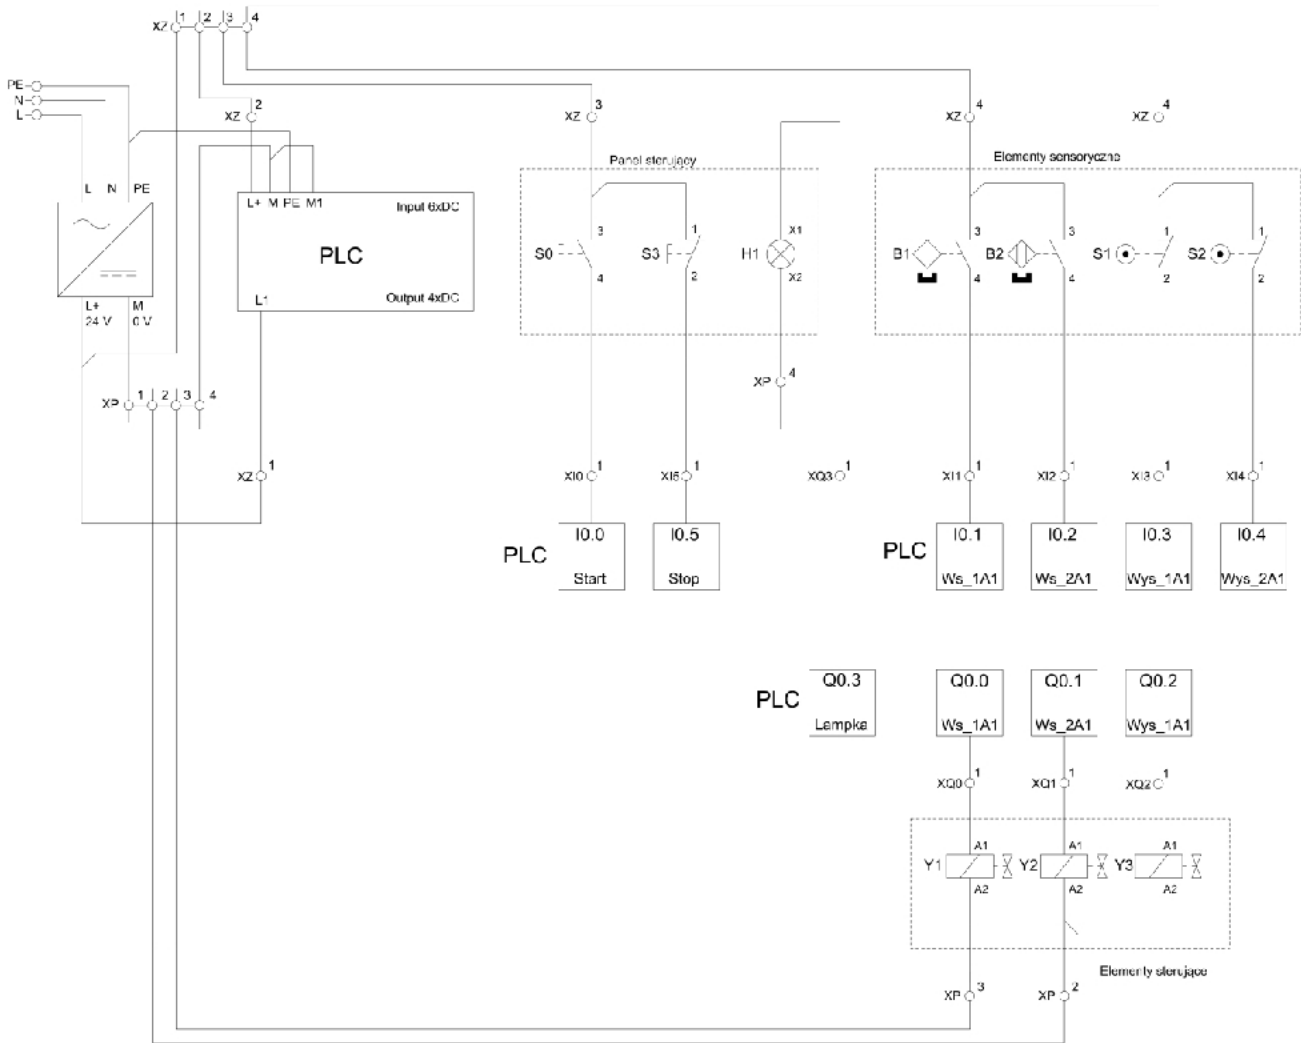 XZ 1 2 3 4
PE
N
L
XZ 2
XZ 3
XZ 4
XZ 4
Panel sterujący
Elementy sensoryczne
L N PE
L+ M PE M1
Input 6xDC
PLC
L1
Output 4xDC
L+ M
24 V 0 V
S0 3 4
S3 1 2
H1 X1 X2
B1 3 4
B2 3 4
S1 1 2
S2 1 2
XP 1 2 3 4
XP 4
XZ 1
XI0 1
XI5 1
XQ3 1
XI1 1
XI2 1
XI3 1
XI4 1
PLC
I0.0
Start
I0.5
Stop
PLC
I0.1
Ws_1A1
I0.2
Ws_2A1
I0.3
Wys_1A1
I0.4
Wys_2A1
PLC
Q0.3
Lampka
Q0.0
Ws_1A1
Q0.1
Ws_2A1
Q0.2
Wys_1A1
XQ0 1
XQ1 1
XQ2 1
Y1 A1 A2
Y2 A1 A2
Y3 A1 A2
Elementy sterujące
XP 3
XP 2